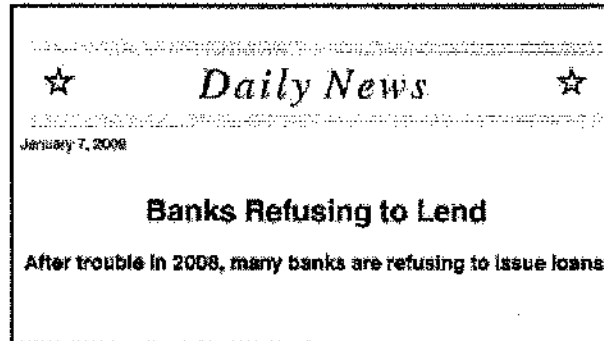 Daily News
January 7, 2009
Banks Refusing to Lend
After trouble in 2008, many banks are refusing to issue loans